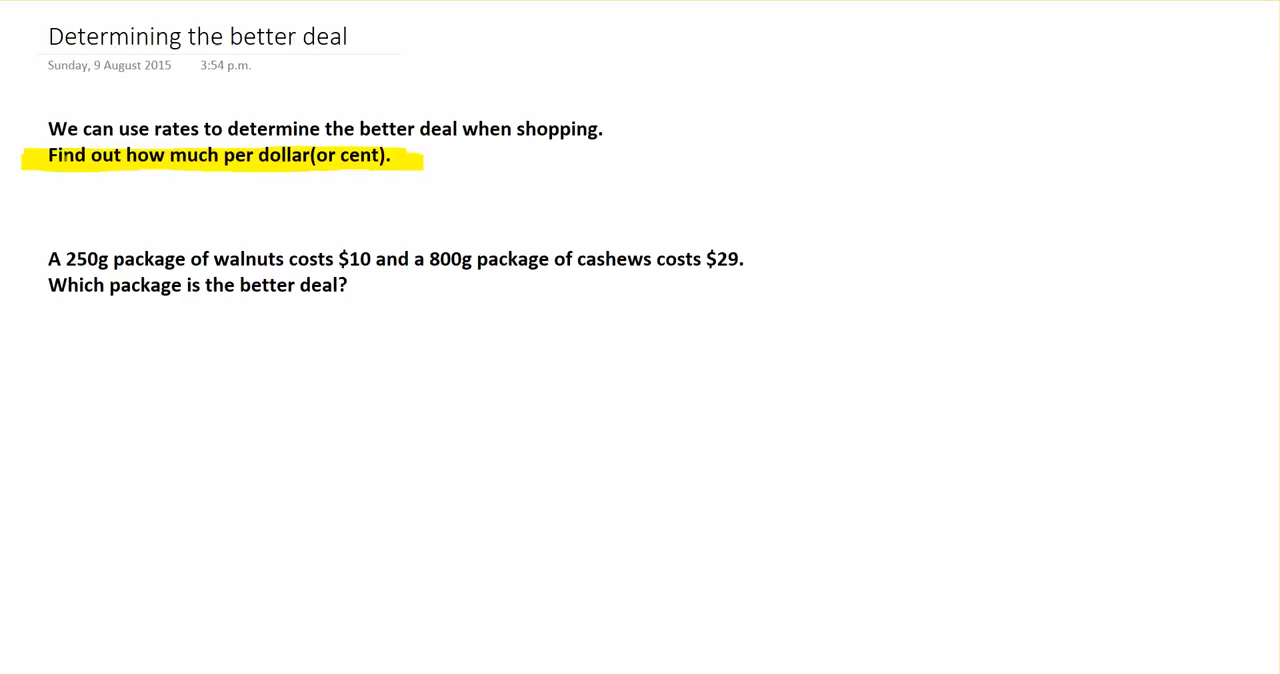 Determining the better deal
Sunday, 9 August 2015 3:54 p.m.
We can use rates to determine the better deal when shopping.
Find out how much per dollar(or cent).
A 250g package of walnuts costs $10 and a 800g package of cashews costs $29.
Which package is the better deal?